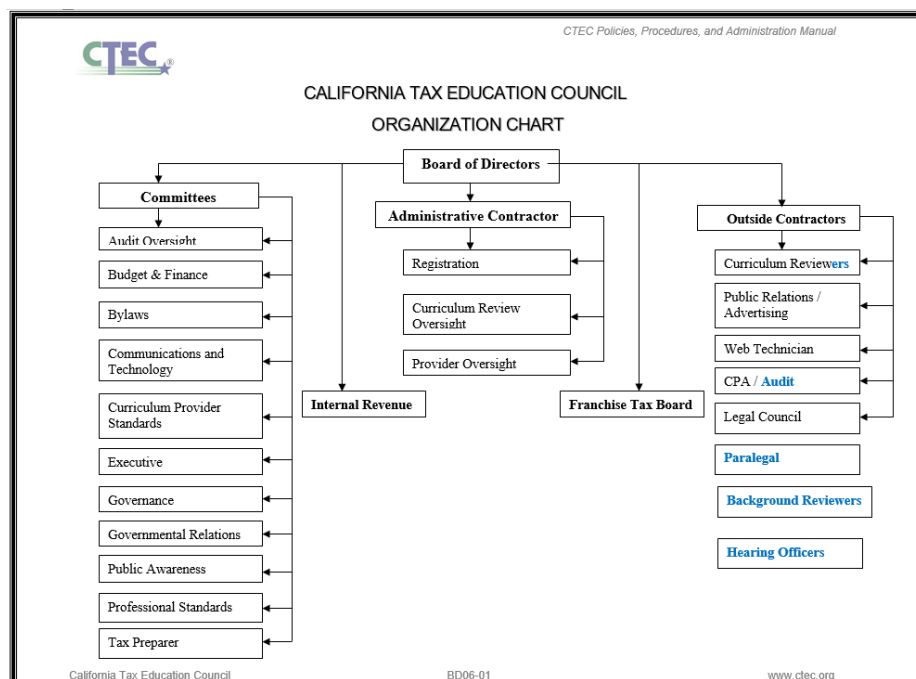 CTEC Policies, Procedures, and Administration Manual
CTEC®
CALIFORNIA TAX EDUCATION COUNCIL
ORGANIZATION CHART
Board of Directors
Committees
Audit Oversight
Budget & Finance
Bylaws
Communications and
Technology
Curriculum Provider
Standards
Executive
Governance
Governmental Relations
Public Awareness
Professional Standards
Tax Preparer
Internal Revenue
Administrative Contractor
Registration
Curriculum Review
Oversight
Provider Oversight
Franchise Tax Board
Outside Contractors
Curriculum Reviewers
Public Relations /
Advertising
Web Technician
CPA / Audit
Legal Council
Paralegal
Background Reviewers
Hearing Officers
California Tax Education Council
BD06-01
www.ctec.org